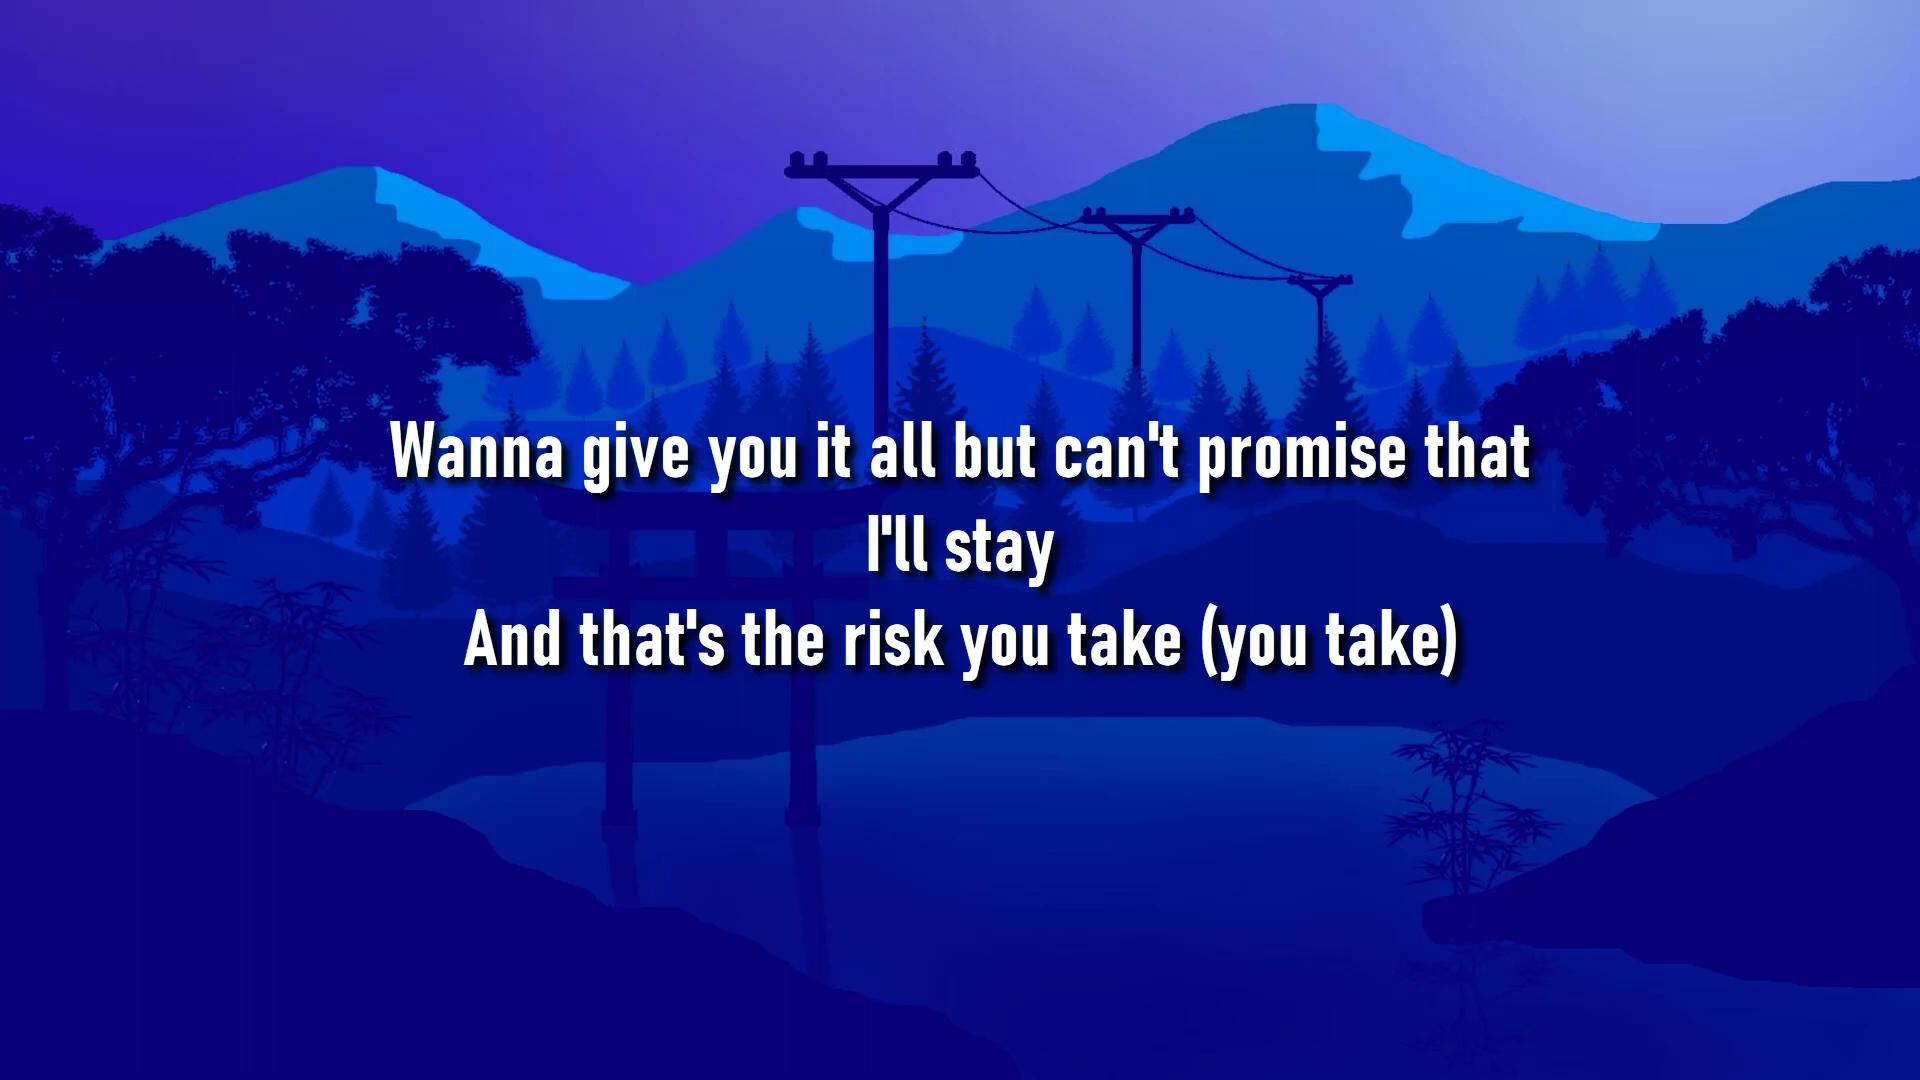 Wanna give you it all but can't promise that
I'll stay
And that's the risk you take (you take)